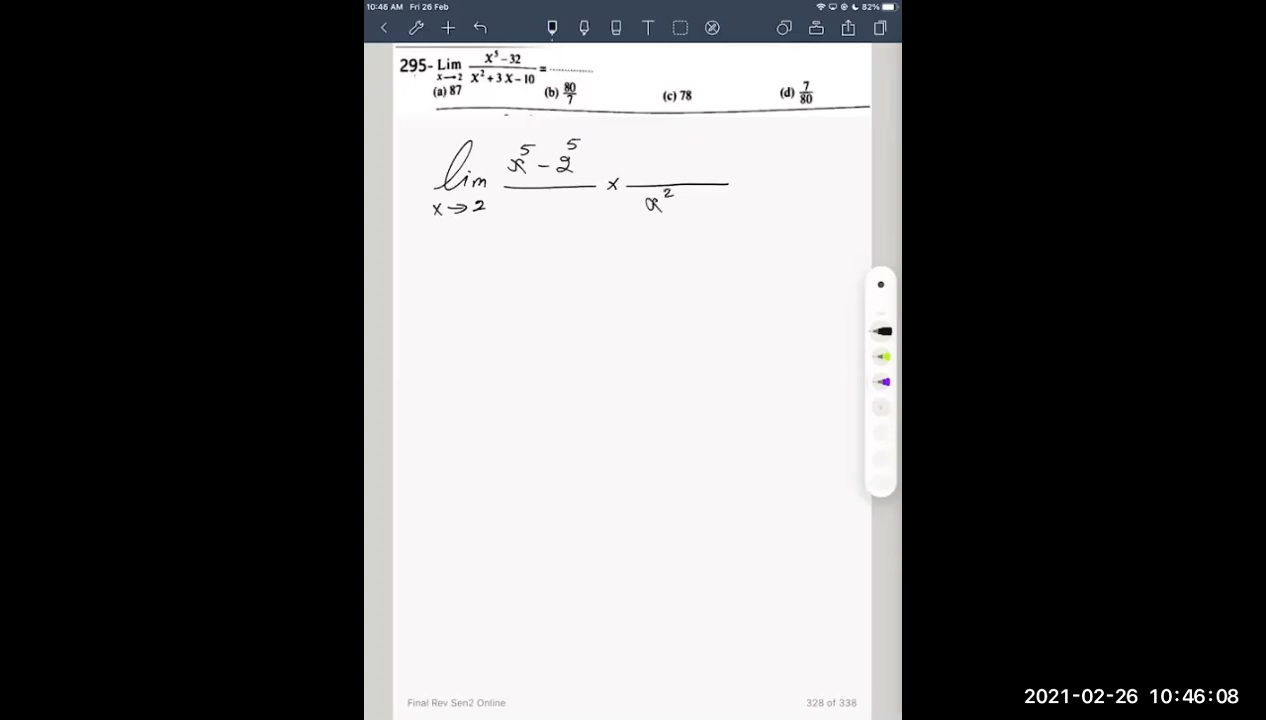 10:46 AM Fri 26 Feb 82%
T
295- Lim x→2 (x⁵ – 32)/(x² + 3 x – 10) = ............
(a) 87 (b) 80/7 (c) 78 (d) 7/80
lim x→2 (x⁵ – 2⁵)/ × /x²
Final Rev Sen2 Online 328 of 338
2021-02-26 10:46:08